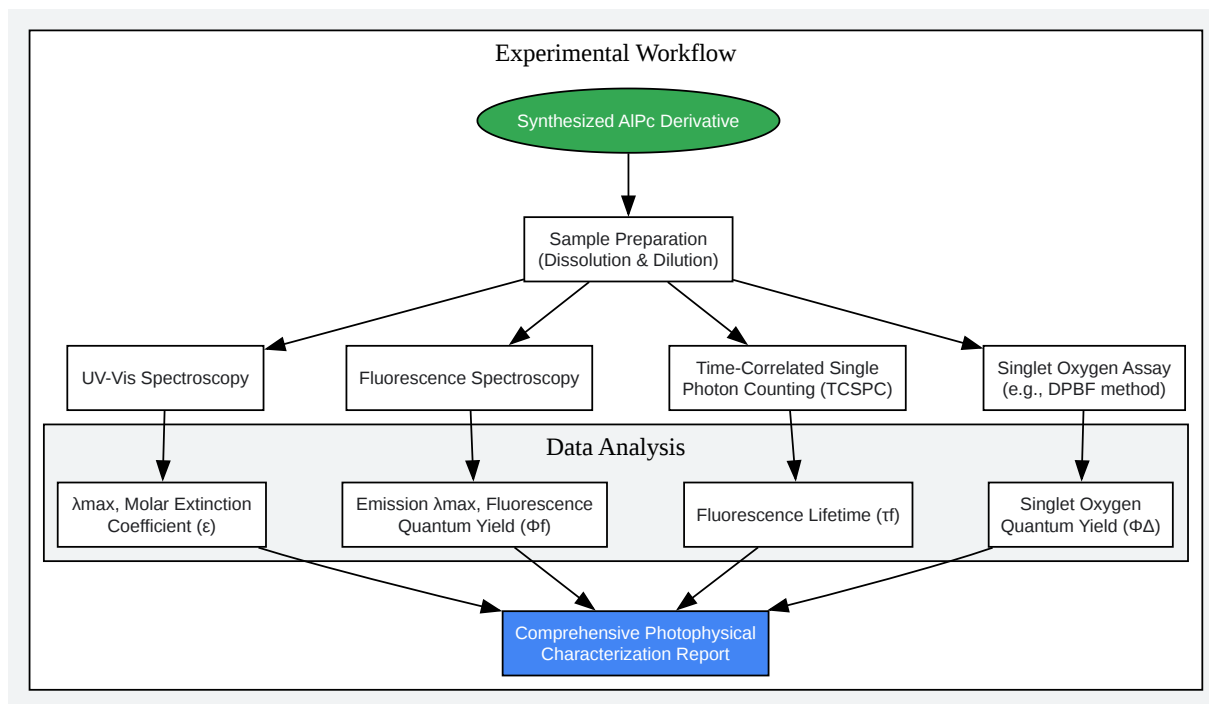 Experimental Workflow
Synthesized AlPc Derivative
Sample Preparation
(Dissolution & Dilution)
UV-Vis Spectroscopy
Fluorescence Spectroscopy
Time-Correlated Single
Photon Counting (TCSPC)
Singlet Oxygen Assay
(e.g., DPBF method)
Data Analysis
λmax, Molar Extinction
Coefficient (ε)
Emission λmax, Fluorescence
Quantum Yield (Φf)
Fluorescence Lifetime (τf)
Singlet Oxygen
Quantum Yield (ΦΔ)
Comprehensive Photophysical
Characterization Report